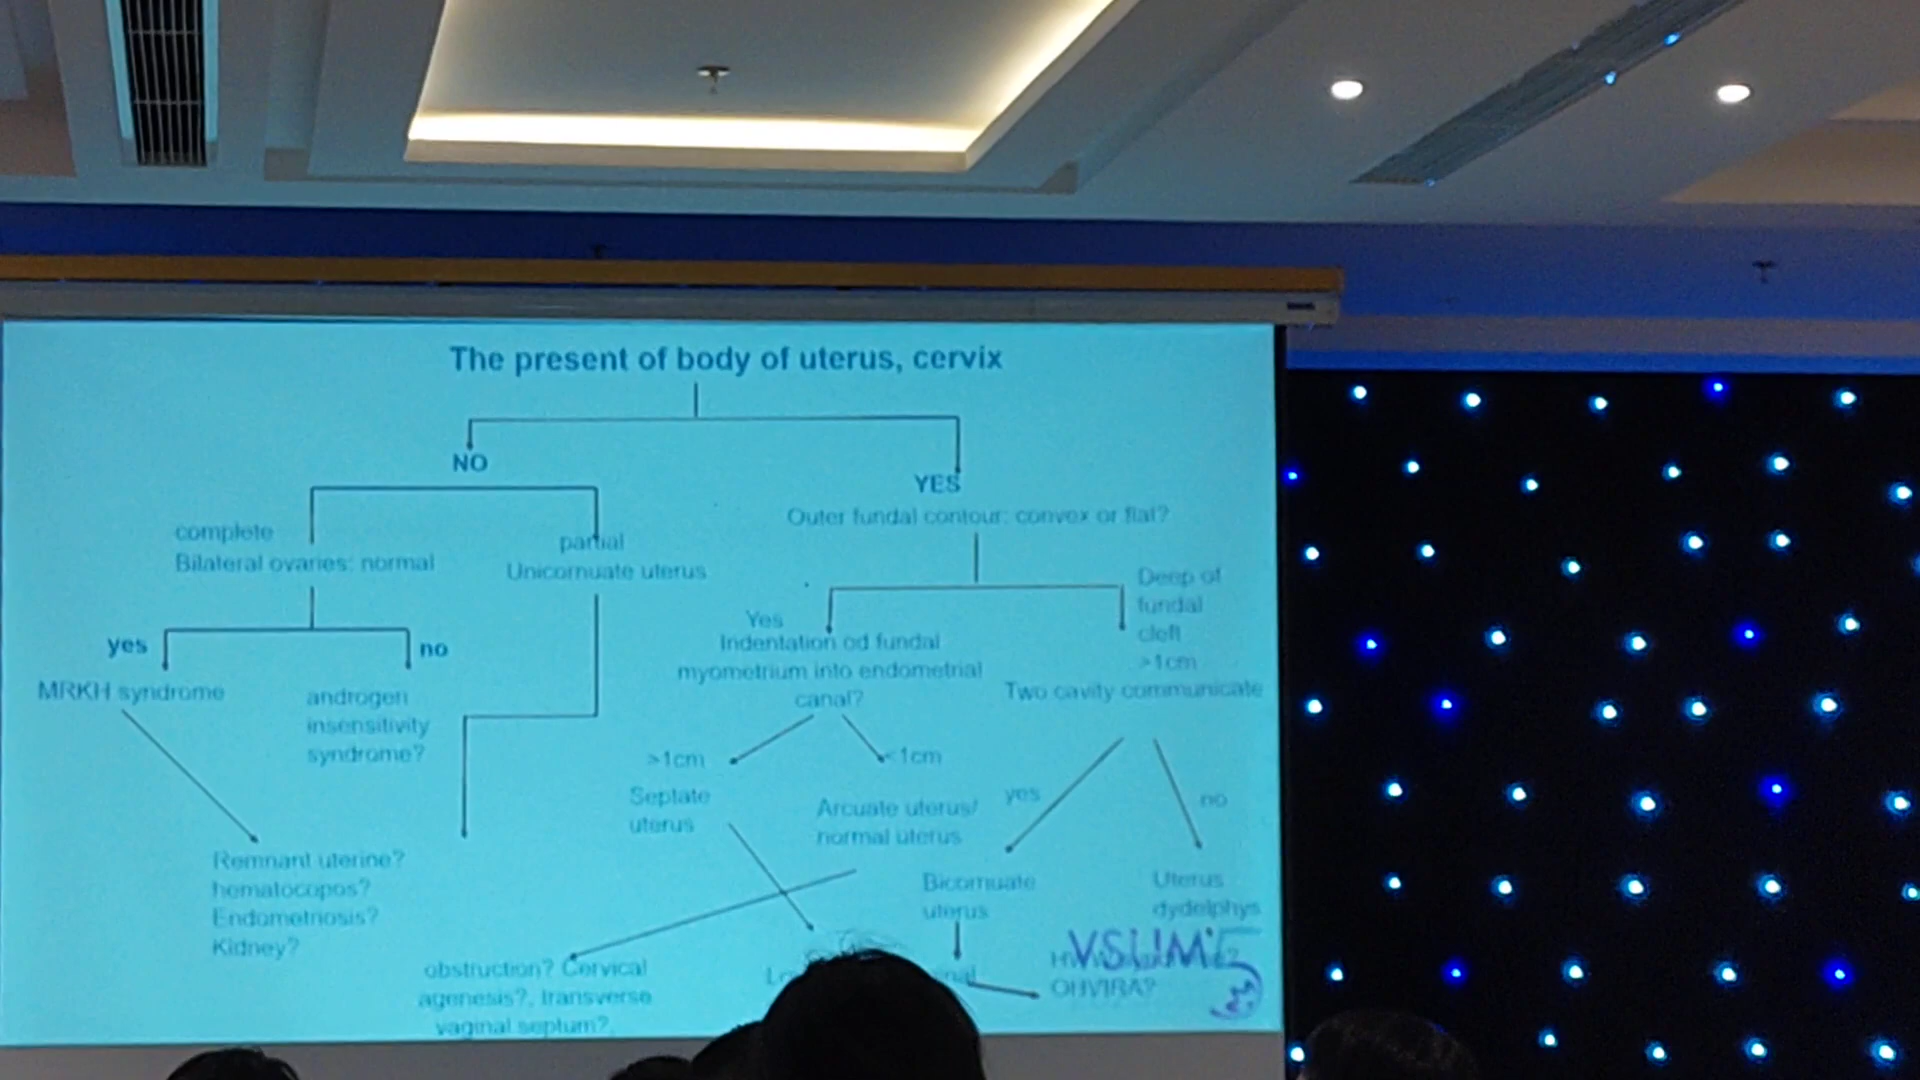 The present of body of uterus, cervix
NO
YES
Outer fundal contour: convex or flat?
complete
Bilateral ovaries: normal
partial
Unicornuate uterus
Deep of
fundal
cleft
>1cm
Two cavity communicate
Yes
Indentation od fundal
myometrium into endometrial
canal?
yes
no
MRKH syndrome
androgen
insensitivity
syndrome?
>1cm
<1cm
Septate
uterus
Arcuate uterus/
normal uterus
yes
no
Bicornuate
uterus
Uterus
dydelphys
Remnant uterine?
hematocopos?
Endometriosis?
Kidney?
obstruction? Cervical
agenesis?, transverse
vaginal septum?,
VSUM
OHVIRA?